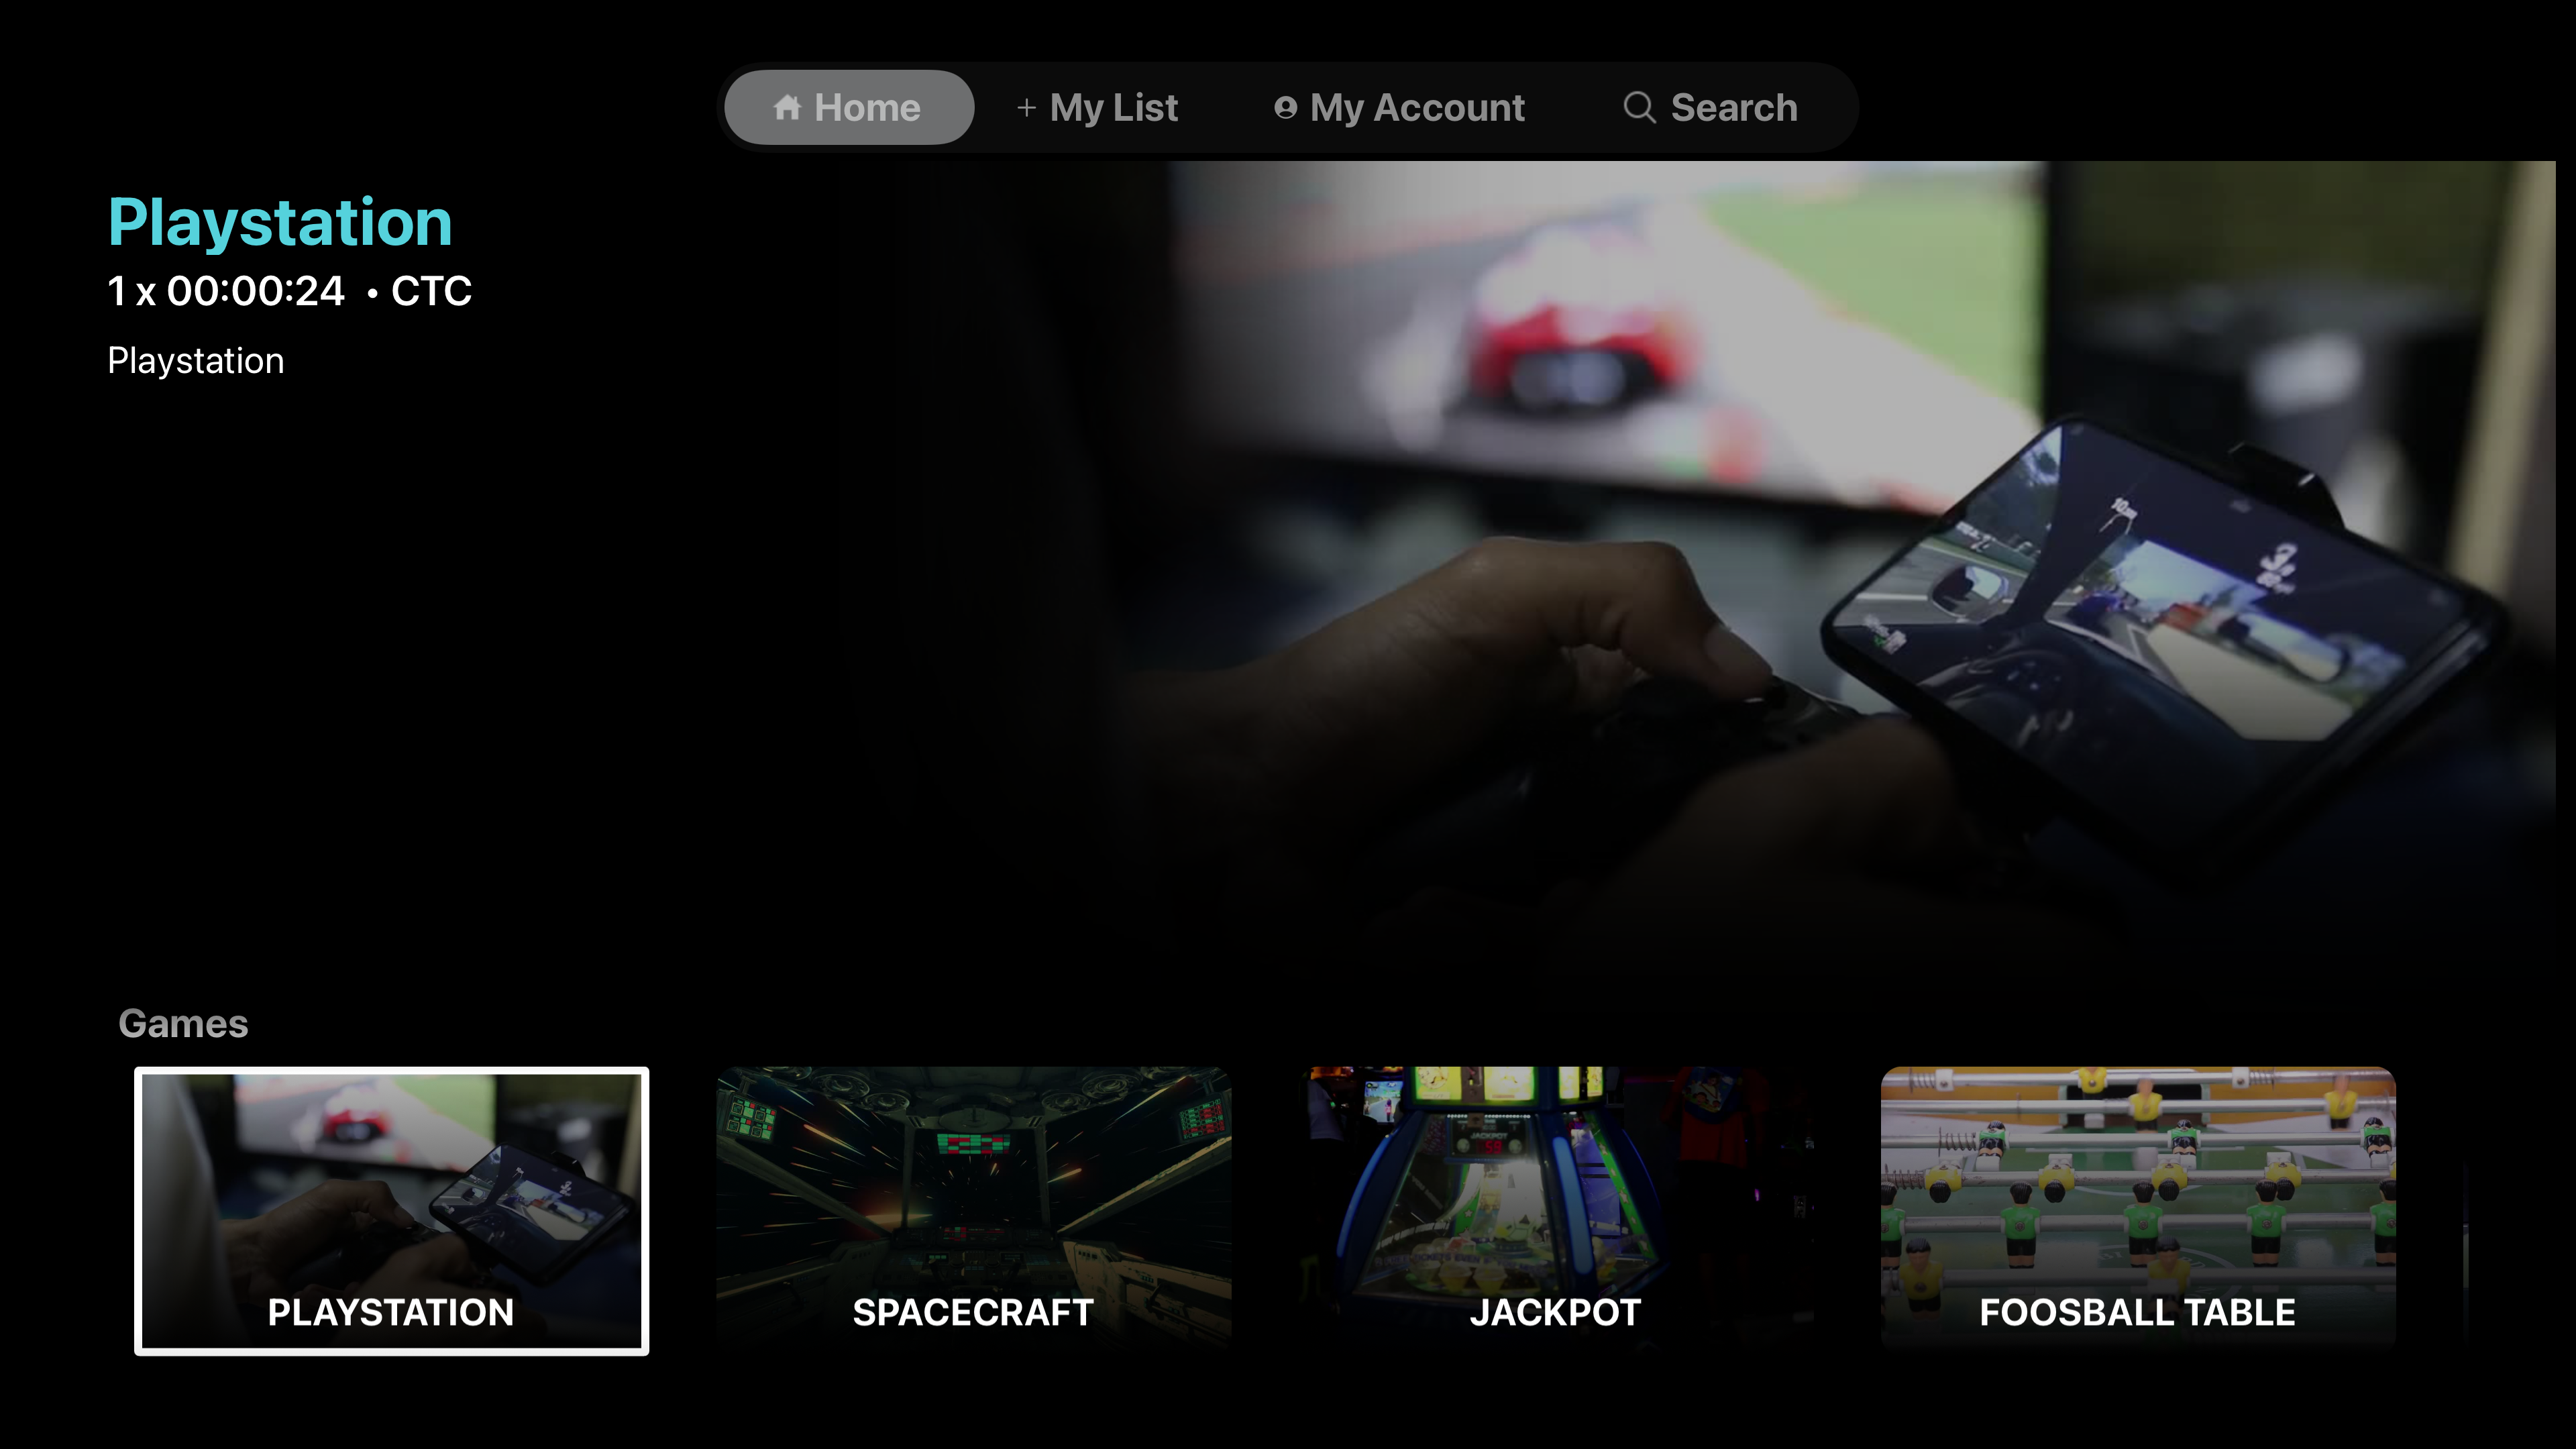 Home
My List
My Account
Search
Playstation
1 x 00:00:24 • CTC
Playstation
Games
PLAYSTATION
SPACECRAFT
JACKPOT
JACKPOT
FOOSBALL TABLE